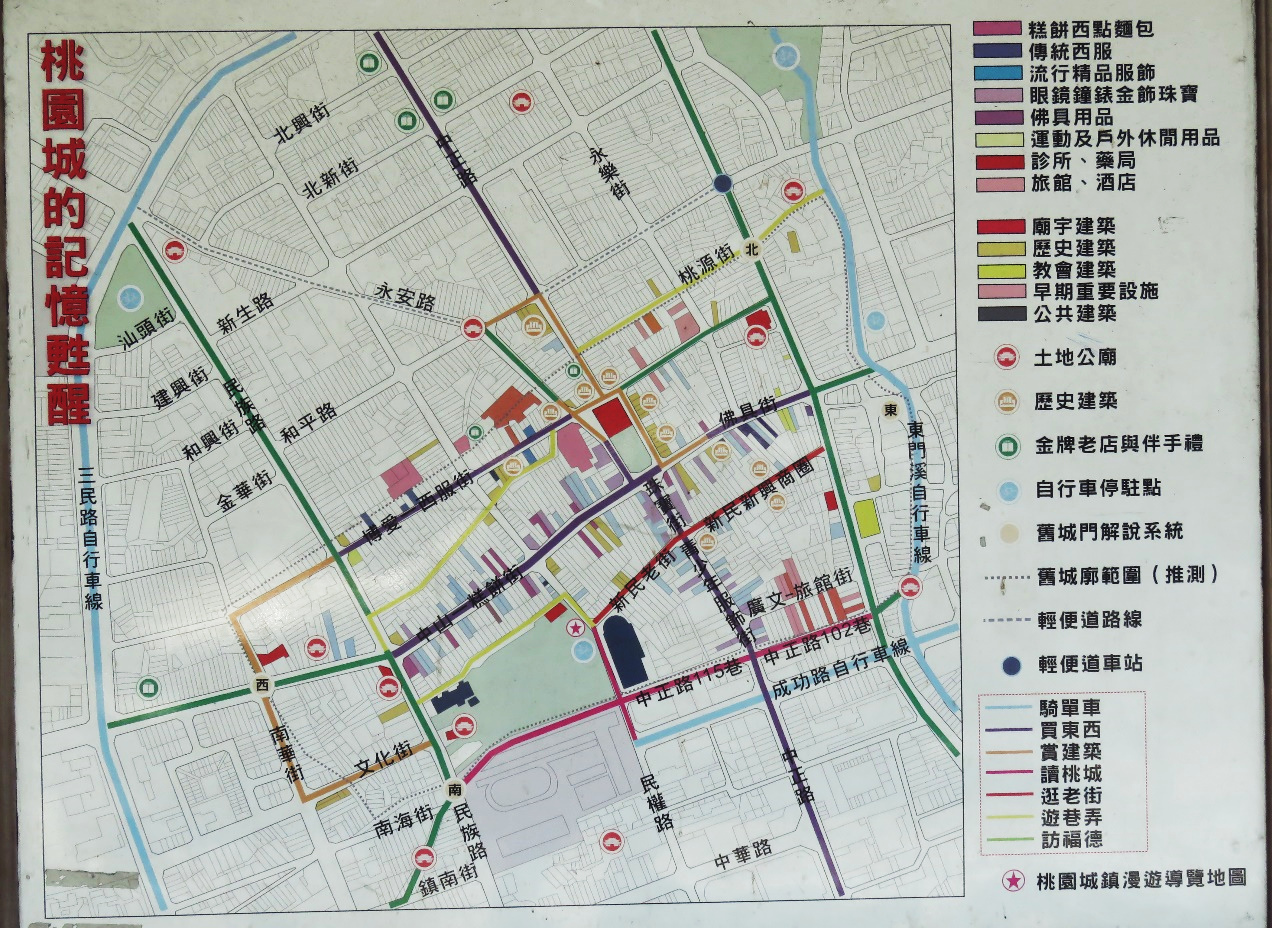 桃園城的記憶甦醒
北興街
北新街
中正路
永樂街
桃源街
北
永安路
新生路
汕頭街
建興街
民族路
和興街
和平路
金華街
三民路自行車線
博愛—西服街
佛具街
東
東門溪自行車線
珠寶街
新民新興商圈
中山—糕餅街
新民老街
青少年服飾街
廣文—旅館街
中正路102巷
中正路115巷
成功路自行車線
西
南華街
文化街
南
南海街
民族路
鎮南街
民權路
中正路
中華路
糕餅西點麵包
傳統西服
流行精品服飾
眼鏡鐘錶金飾珠寶
佛具用品
運動及戶外休閒用品
診所、藥局
旅館、酒店
廟宇建築
歷史建築
教會建築
早期重要設施
公共建築
土地公廟
歷史建築
金牌老店與伴手禮
自行車停駐點
舊城門解說系統
舊城廓範圍（推測）
輕便道路線
輕便道車站
騎單車
買東西
賞建築
讀桃城
逛老街
遊巷弄
訪福德
桃園城鎮漫遊導覽地圖